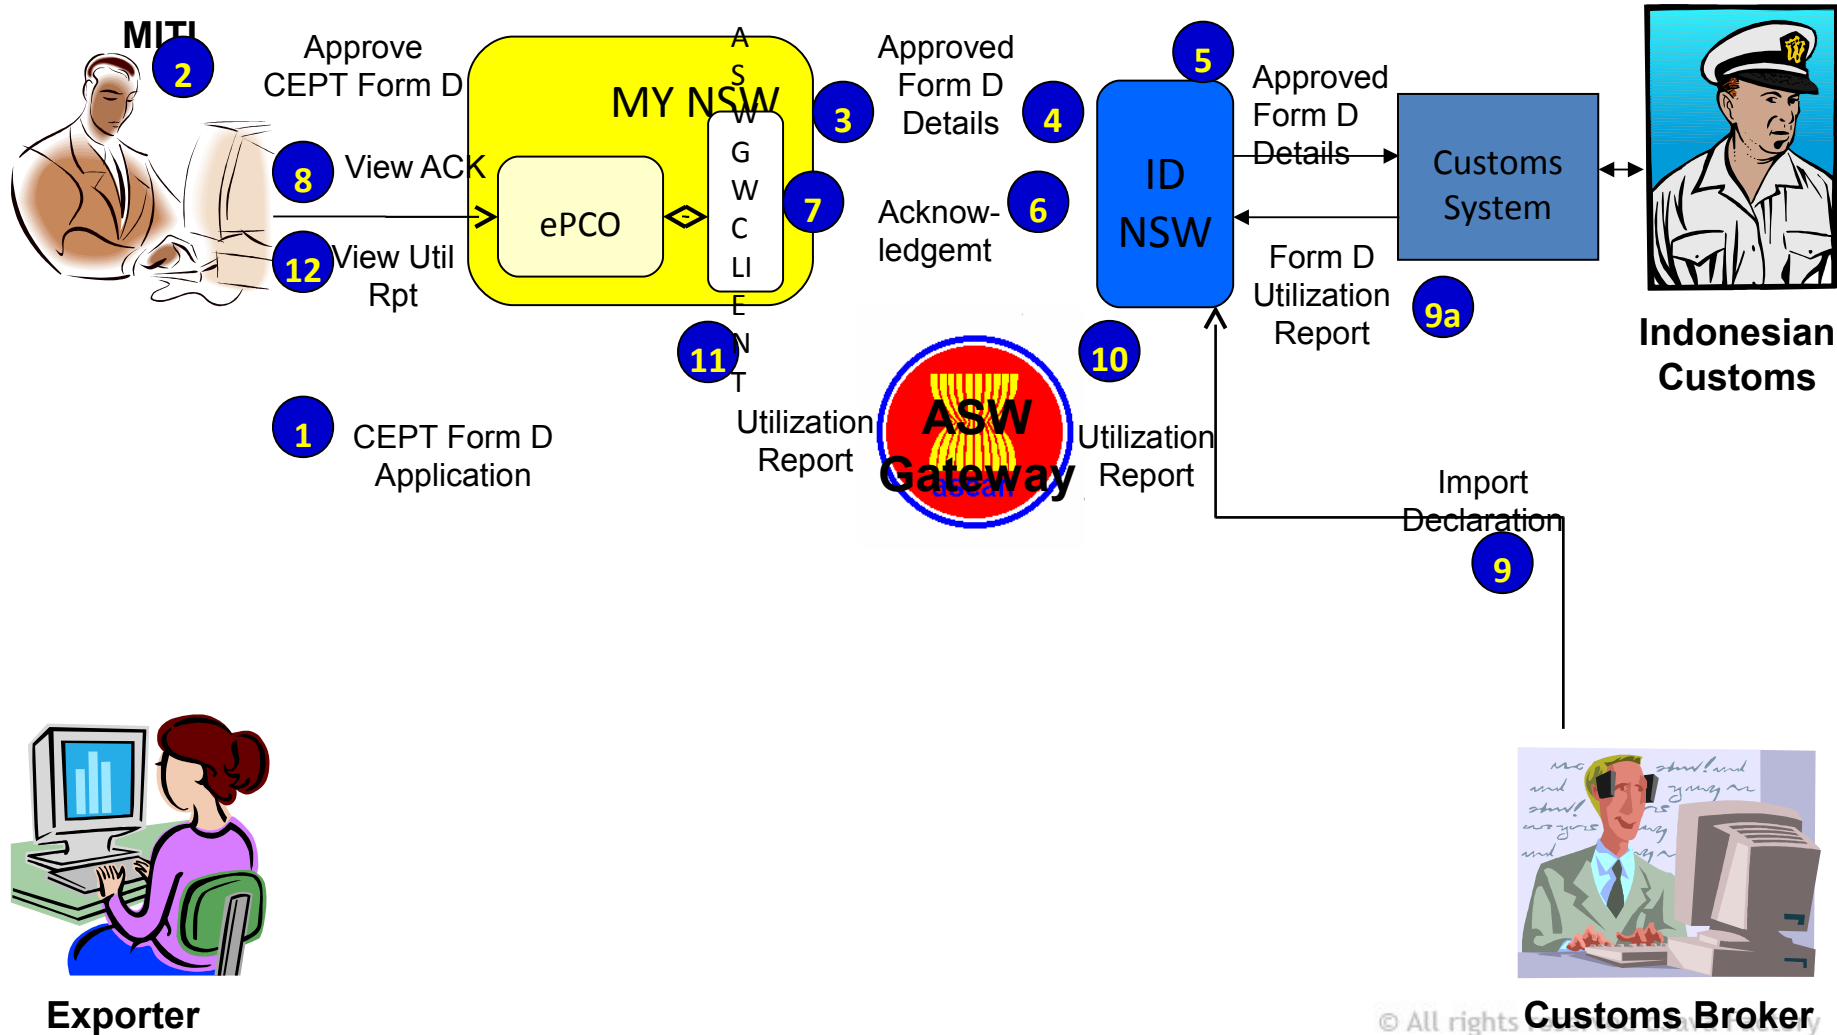 MITI
2
Approve
CEPT Form D
8
View ACK
12
View Util
Rpt
MY NSW
ePCO
A
S
W
G
W
C
LI
E
N
T
3
7
11
Approved
Form D
Details
4
Acknow-
ledgemt
6
5
ID
NSW
10
Approved
Form D
Details
Form D
Utilization
Report
9a
Customs
System
Indonesian
Customs
1
CEPT Form D
Application
Utilization
Report
ASW
Gateway
asean
Utilization
Report
Import
Declaration
9
Exporter
Customs Broker
© All rights